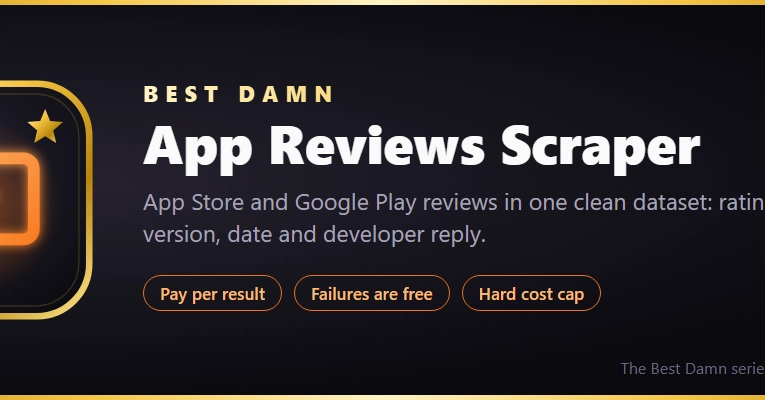 BEST DAMN
App Reviews Scraper
App Store and Google Play reviews in one clean dataset: ratin
version, date and developer reply.
Pay per result
Failures are free
Hard cost cap
The Best Damn serie